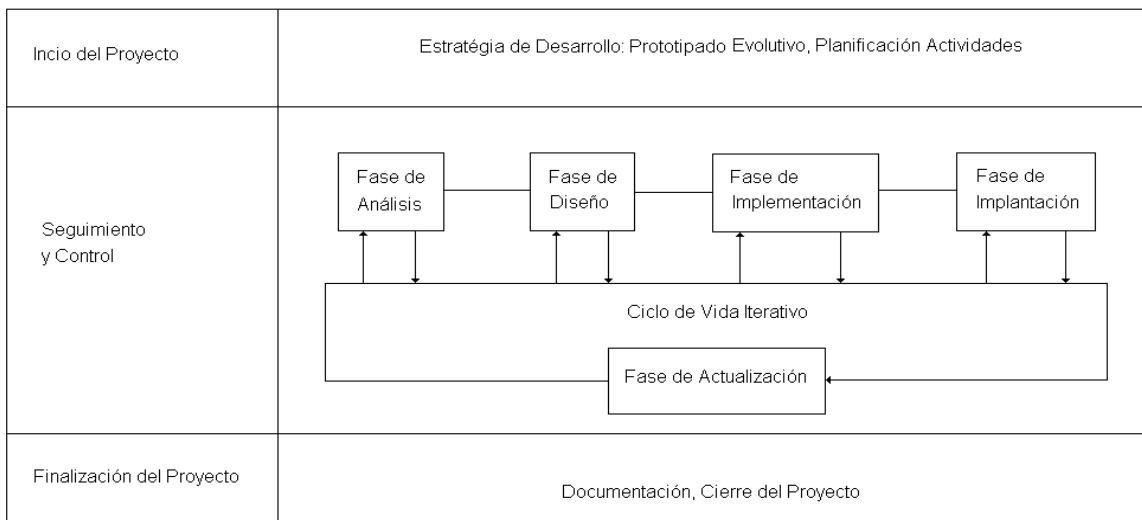 Incio del Proyecto
Estratégia de Desarrollo: Prototipado Evolutivo, Planificación Actividades
Seguimiento
y Control
Fase de
Análisis
Fase de
Diseño
Fase de
Implementación
Fase de
Implantación
Ciclo de Vida Iterativo
Fase de Actualización
Finalización del Proyecto
Documentación, Cierre del Proyecto